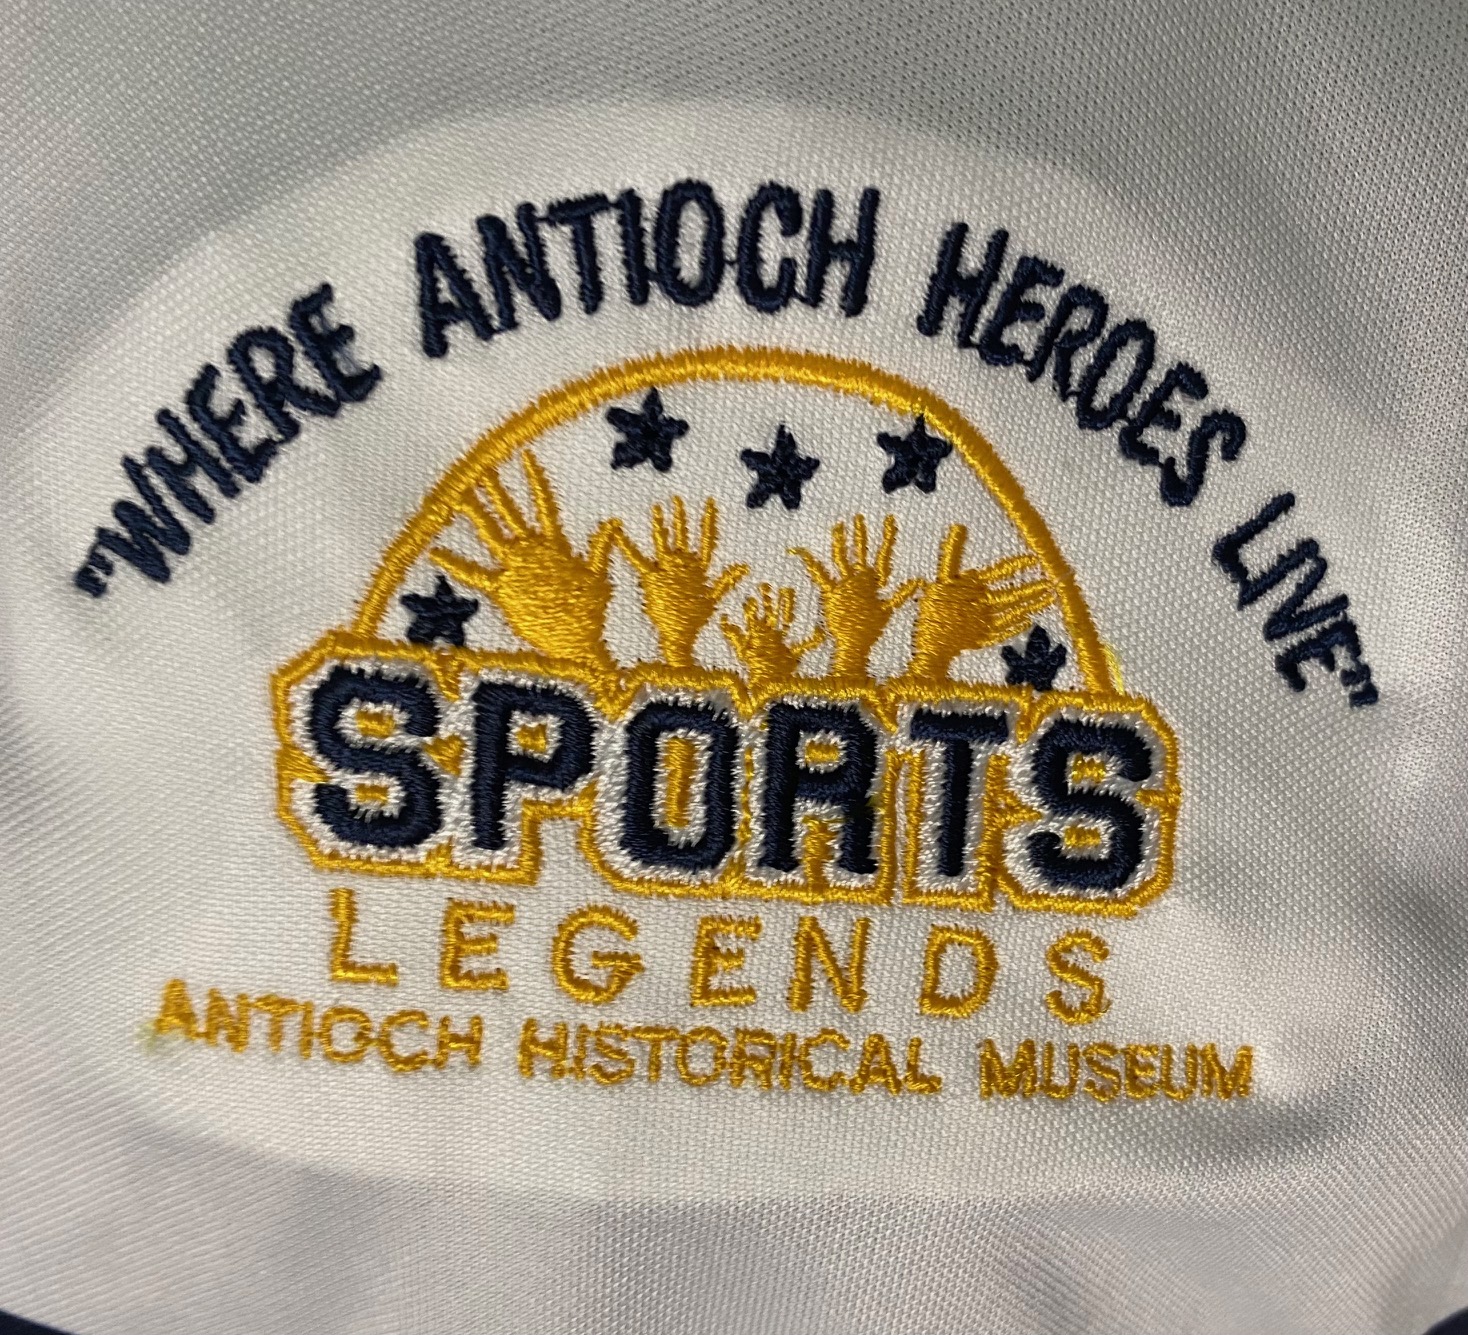 "WHERE ANTIOCH HEROES LIVE"
SPORTS
LEGENDS
ANTIOCH HISTORICAL MUSEUM